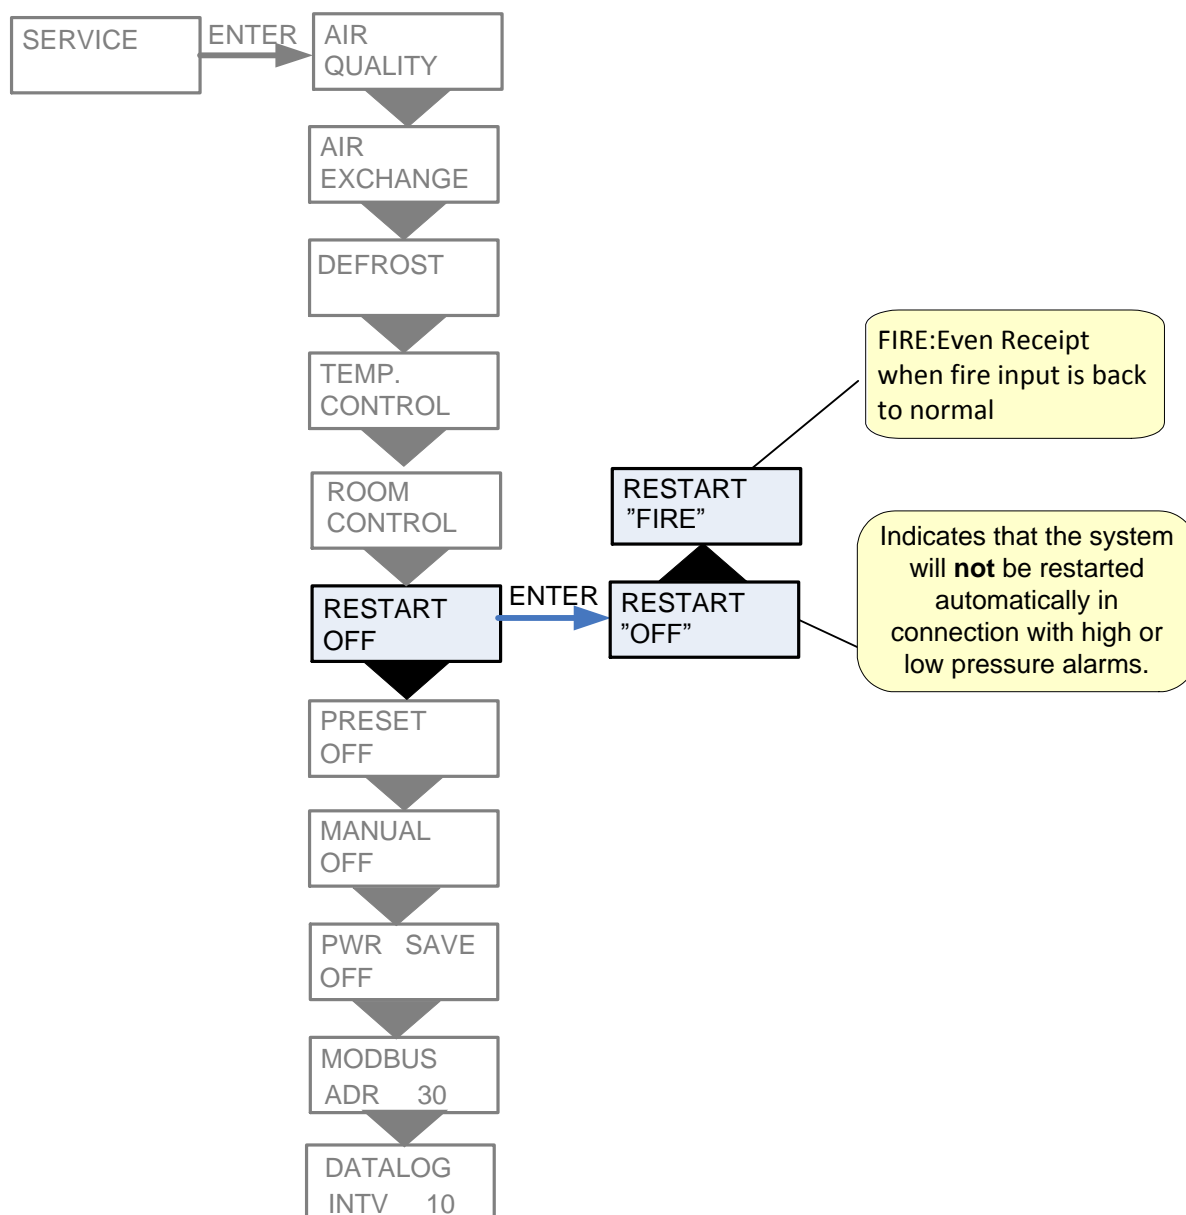 SERVICE
ENTER
AIR
QUALITY
AIR
EXCHANGE
DEFROST
TEMP.
CONTROL
ROOM
CONTROL
RESTART
OFF
ENTER
RESTART
”FIRE”
RESTART
”OFF”
FIRE:Even Receipt
when fire input is back
to normal
Indicates that the system
will not be restarted
automatically in
connection with high or
low pressure alarms.
PRESET
OFF
MANUAL
OFF
PWR SAVE
OFF
MODBUS
ADR 30
DATALOG
INTV 10